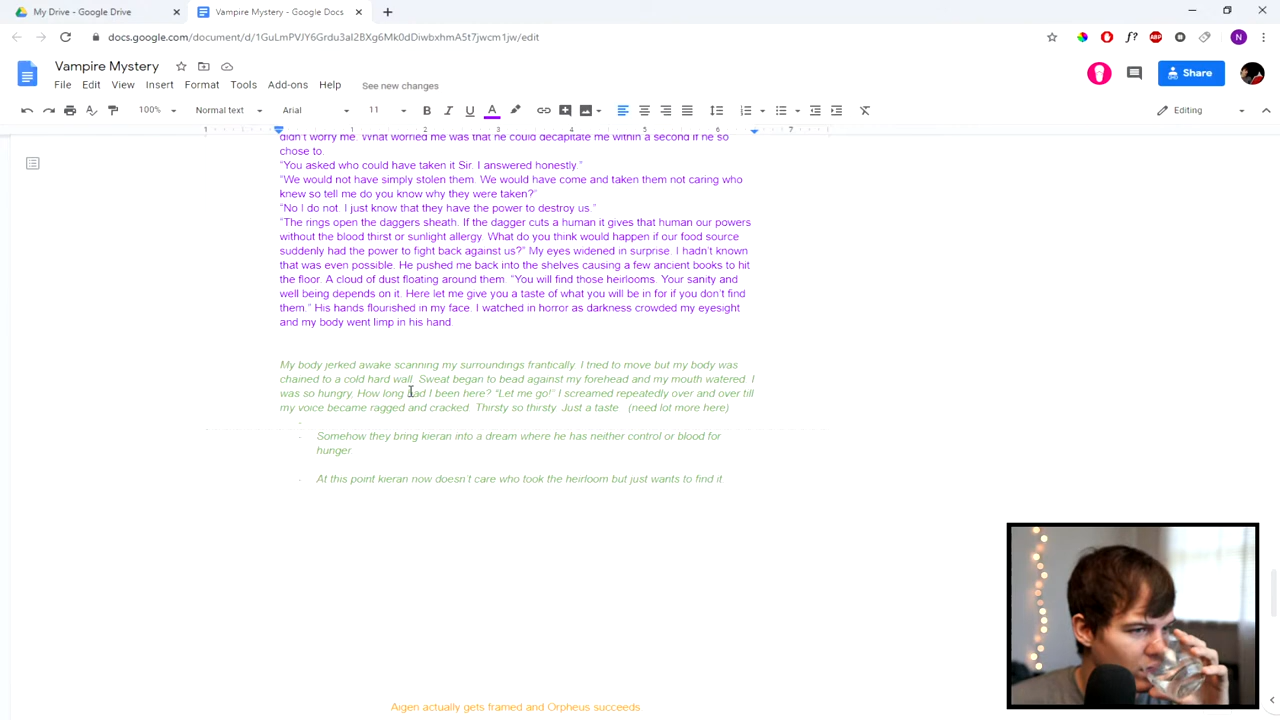 My Drive - Google Drive
Vampire Mystery - Google Docs
docs.google.com/document/d/1GuLmPVJY6Grdu3aI2BXg6Mk0dDiwbxhmA5t7jwcm1jw/edit
ABP
N
Vampire Mystery
File Edit View Insert Format Tools Add-ons Help See new changes
Share
100% Normal text Arial 11 B I U A Editing
1 1 2 3 4 5 6 7
didn't worry me. What worried me was that he could decapitate me within a second if he so
chose to.
"You asked who could have taken it Sir. I answered honestly."
"We would not have simply stolen them. We would have come and taken them not caring who
knew so tell me do you know why they were taken?"
"No I do not. I just know that they have the power to destroy us."
"The rings open the daggers sheath. If the dagger cuts a human it gives that human our powers
without the blood thirst or sunlight allergy. What do you think would happen if our food source
suddenly had the power to fight back against us?" My eyes widened in surprise. I hadn't known
that was even possible. He pushed me back into the shelves causing a few ancient books to hit
the floor. A cloud of dust floating around them. "You will find those heirlooms. Your sanity and
well being depends on it. Here let me give you a taste of what you will be in for if you don't find
them." His hands flourished in my face. I watched in horror as darkness crowded my eyesight
and my body went limp in his hand.
My body jerked awake scanning my surroundings frantically. I tried to move but my body was
chained to a cold hard wall. Sweat began to bead against my forehead and my mouth watered. I
was so hungry. How long had I been here? "Let me go!" I screamed repeatedly over and over till
my voice became ragged and cracked. Thirsty so thirsty. Just a taste. (need lot more here)
- Somehow they bring kieran into a dream where he has neither control or blood for
hunger
- At this point kieran now doesn't care who took the heirloom but just wants to find it.
Aigen actually gets framed and Orpheus succeeds